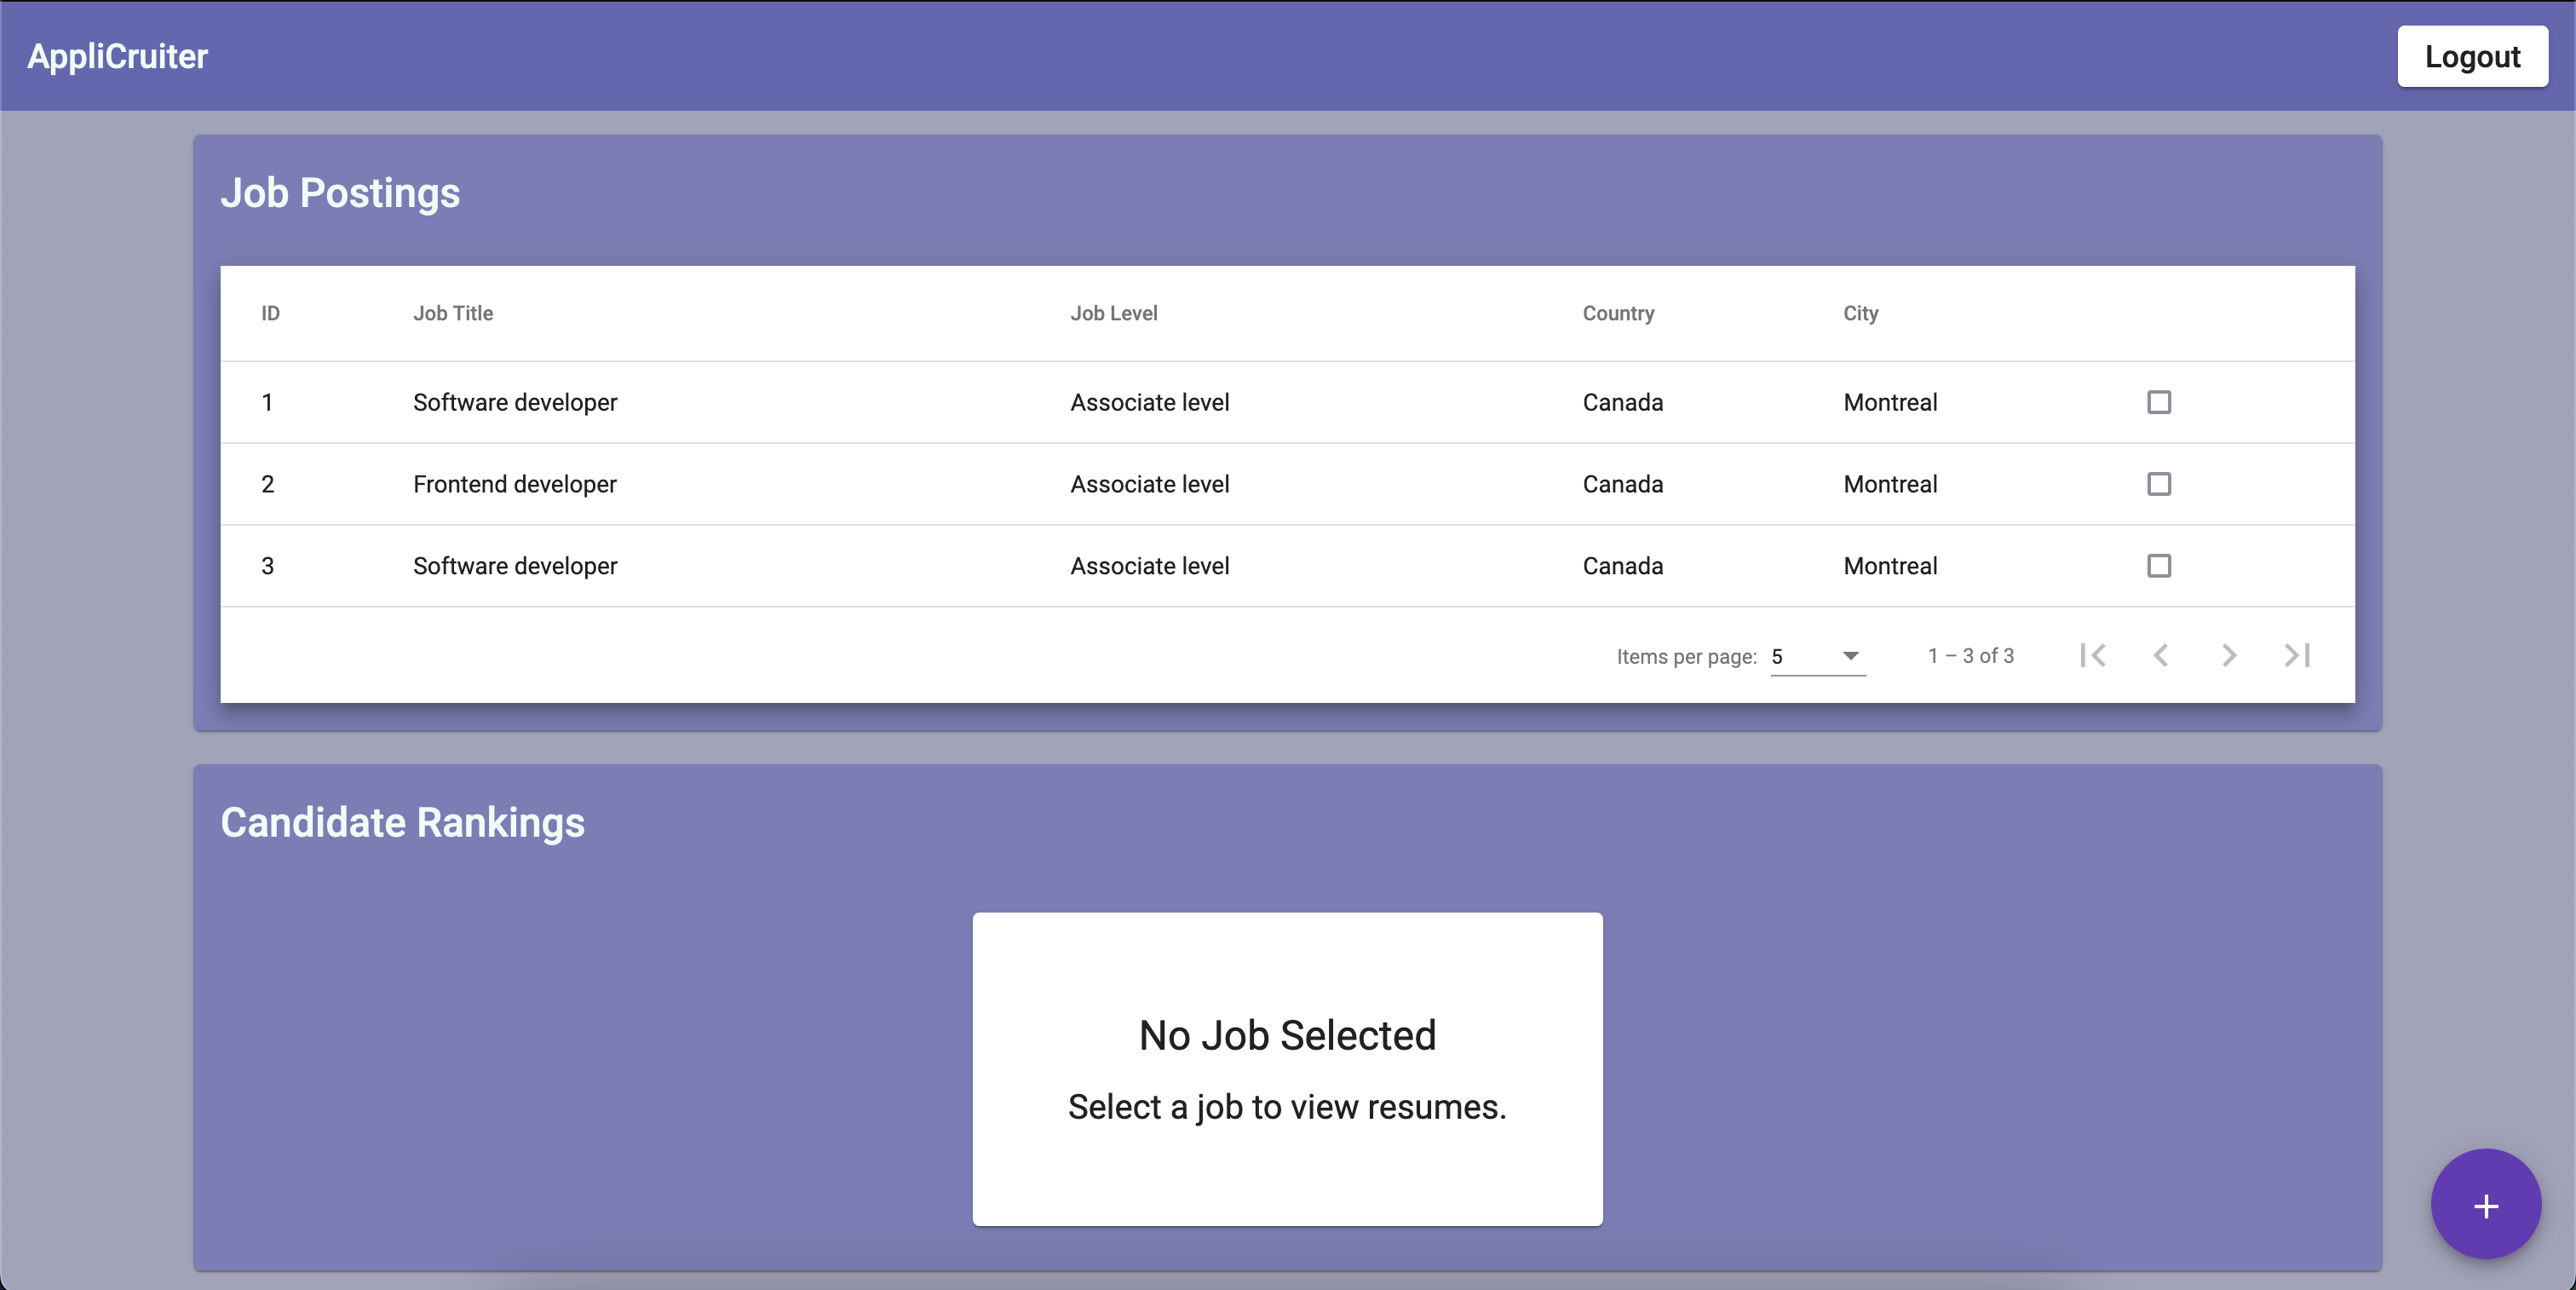 AppliCruiter Logout
Job Postings
ID Job Title Job Level Country City
1 Software developer Associate level Canada Montreal
2 Frontend developer Associate level Canada Montreal
3 Software developer Associate level Canada Montreal
Items per page: 5 1 – 3 of 3
Candidate Rankings
No Job Selected
Select a job to view resumes.
+